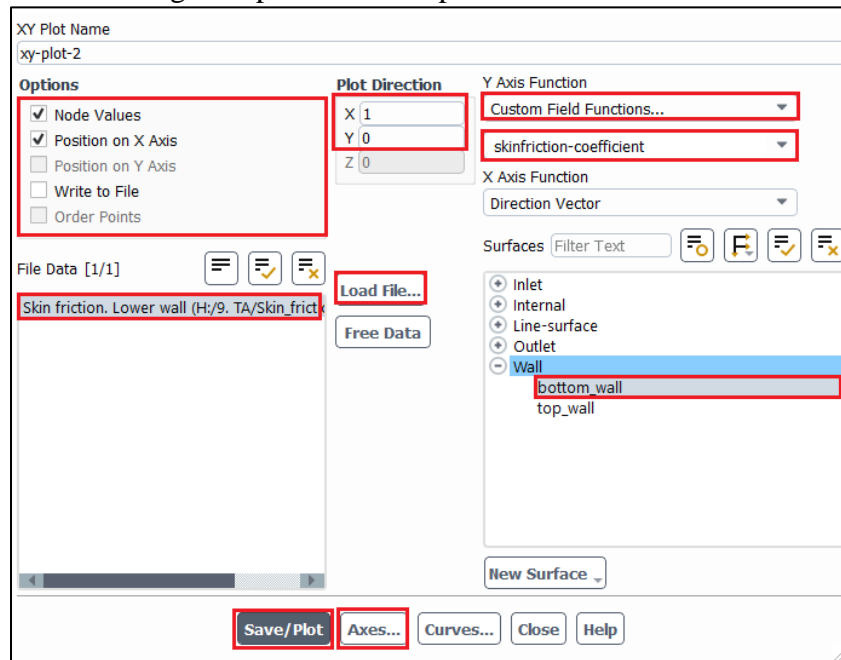 XY Plot Name
xy-plot-2
Options
Node Values
Position on X Axis
Position on Y Axis
Write to File
Order Points
Plot Direction
X 1
Y 0
Z 0
Y Axis Function
Custom Field Functions...
skinfriction-coefficient
X Axis Function
Direction Vector
File Data [1/1]
Skin friction. Lower wall (H:/9. TA/Skin_frict
Load File...
Free Data
Surfaces Filter Text
Inlet
Internal
Line-surface
Outlet
Wall
bottom_wall
top_wall
New Surface
Save/Plot Axes... Curves... Close Help